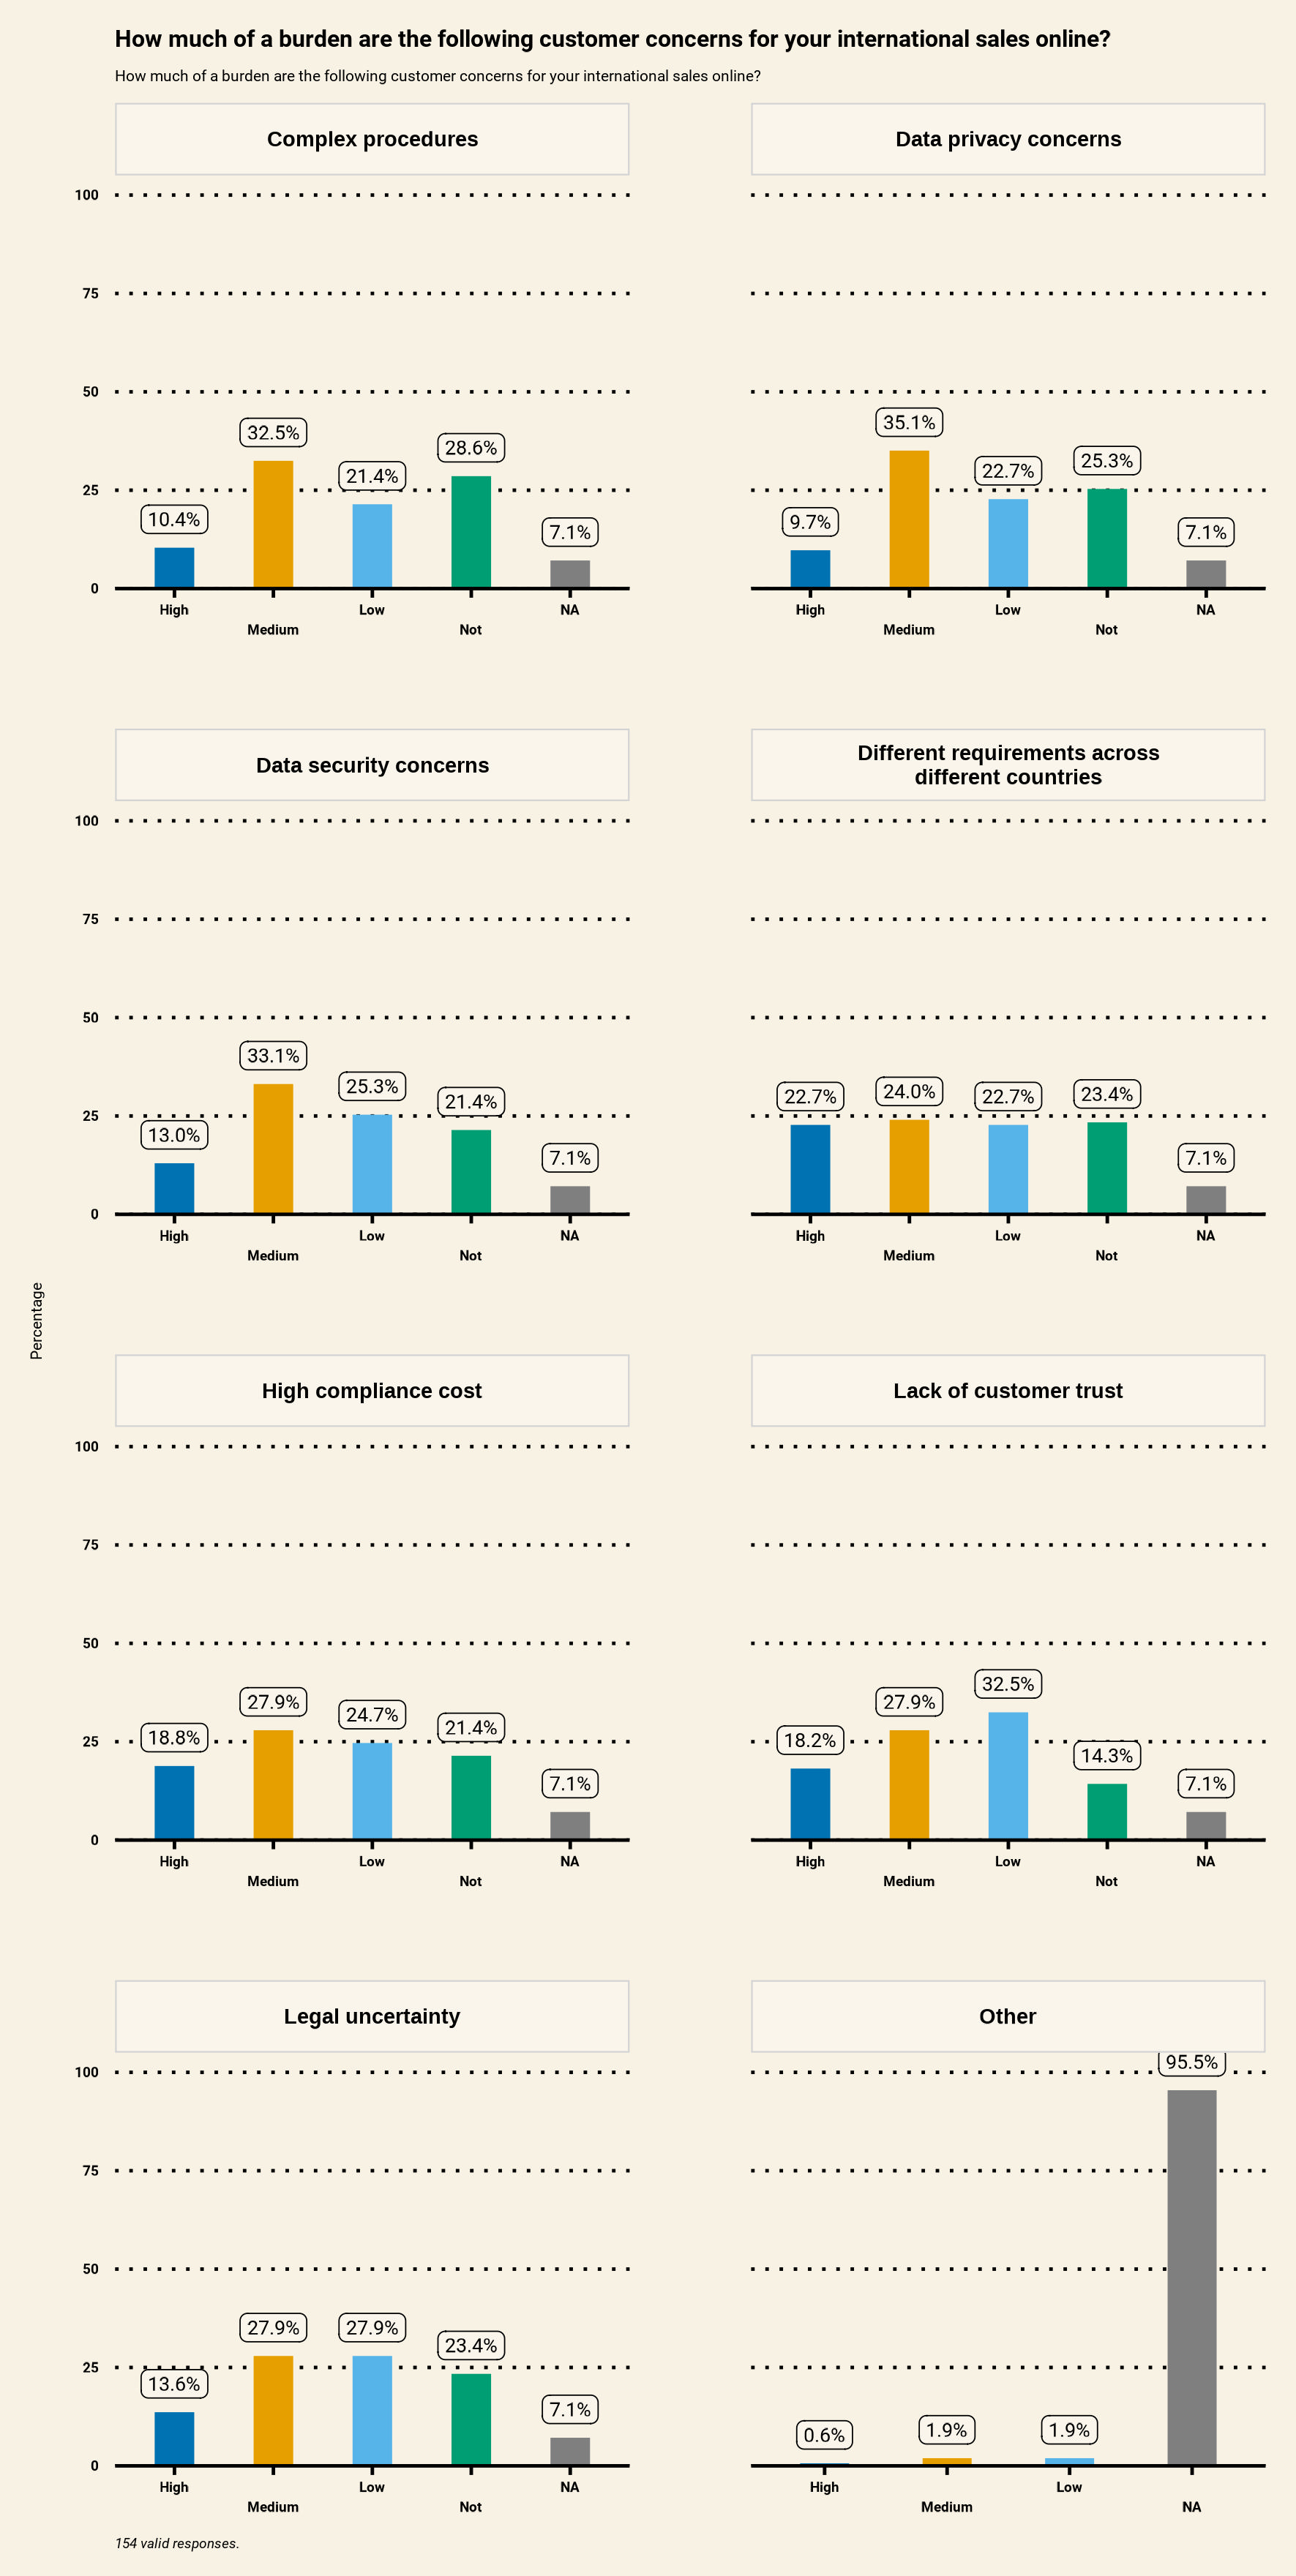 How much of a burden are the following customer concerns for your international sales online?
How much of a burden are the following customer concerns for your international sales online?
Complex procedures
100
75
50
25
0
10.4%
32.5%
21.4%
28.6%
7.1%
High
Medium
Low
Not
NA
Data privacy concerns
9.7%
35.1%
22.7%
25.3%
7.1%
High
Medium
Low
Not
NA
Data security concerns
100
75
50
25
0
13.0%
33.1%
25.3%
21.4%
7.1%
High
Medium
Low
Not
NA
Different requirements across
different countries
22.7%
24.0%
22.7%
23.4%
7.1%
High
Medium
Low
Not
NA
Percentage
High compliance cost
100
75
50
25
0
18.8%
27.9%
24.7%
21.4%
7.1%
High
Medium
Low
Not
NA
Lack of customer trust
18.2%
27.9%
32.5%
14.3%
7.1%
High
Medium
Low
Not
NA
Legal uncertainty
100
75
50
25
0
13.6%
27.9%
27.9%
23.4%
7.1%
High
Medium
Low
Not
NA
Other
0.6%
1.9%
1.9%
95.5%
High
Medium
Low
NA
154 valid responses.